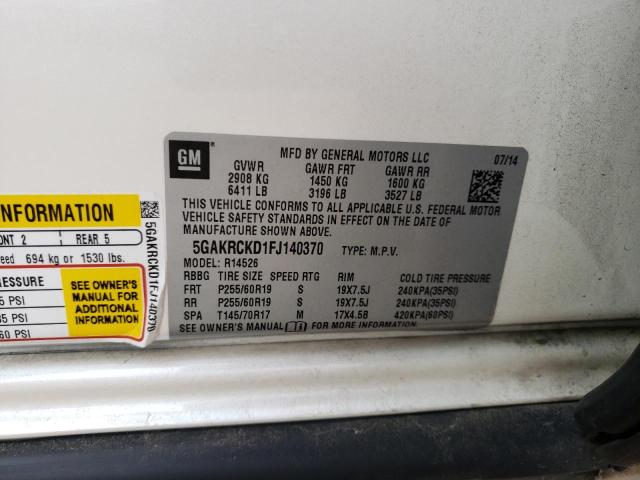 GM
MFD BY GENERAL MOTORS LLC 07/14
GVWR GAWR FRT GAWR RR
2908 KG 1450 KG 1600 KG
6411 LB 3196 LB 3527 LB
THIS VEHICLE CONFORMS TO ALL APPLICABLE U.S. FEDERAL MOTOR
VEHICLE SAFETY STANDARDS IN EFFECT ON THE DATE OF
MANUFACTURE SHOWN ABOVE.
5GAKRCKD1FJ140370 TYPE: M.P.V.
MODEL: R14526
RBBG TIRE SIZE SPEED RTG RIM COLD TIRE PRESSURE
FRT P255/60R19 S 19X7.5J 240KPA(35PSI)
RR P255/60R19 S 19X7.5J 240KPA(35PSI)
SPA T145/70R17 M 17X4.5B 420KPA(60PSI)
SEE OWNER'S MANUAL FOR MORE INFORMATION
INFORMATION
2 REAR 5
694 kg or 1530 lbs.
SEE OWNER'S
MANUAL FOR
ADDITIONAL
INFORMATION
PSI
PSI
60 PSI
5GAKRCKD1FJ140370